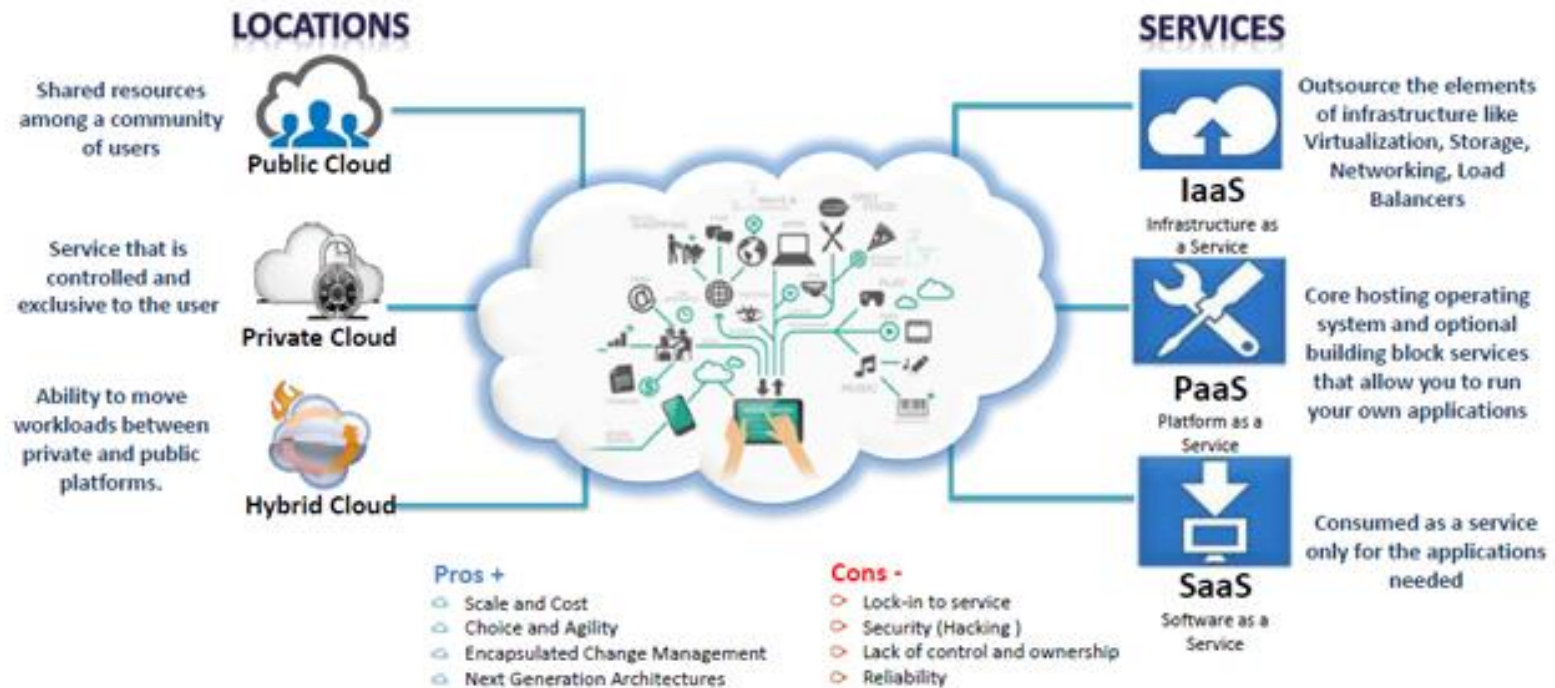 LOCATIONS
Shared resources
among a community
of users
Public Cloud
Service that is
controlled and
exclusive to the user
Private Cloud
Ability to move
workloads between
private and public
platforms.
Hybrid Cloud
SERVICES
IaaS
Infrastructure as
a Service
Outsource the elements
of infrastructure like
Virtualization, Storage,
Networking, Load
Balancers
PaaS
Platform as a
Service
Core hosting operating
system and optional
building block services
that allow you to run
your own applications
SaaS
Software as a
Service
Consumed as a service
only for the applications
needed
SHOPPING
PLAY
MUSIC
Pros +
Scale and Cost
Choice and Agility
Encapsulated Change Management
Next Generation Architectures
Cons -
Lock-in to service
Security (Hacking )
Lack of control and ownership
Reliability